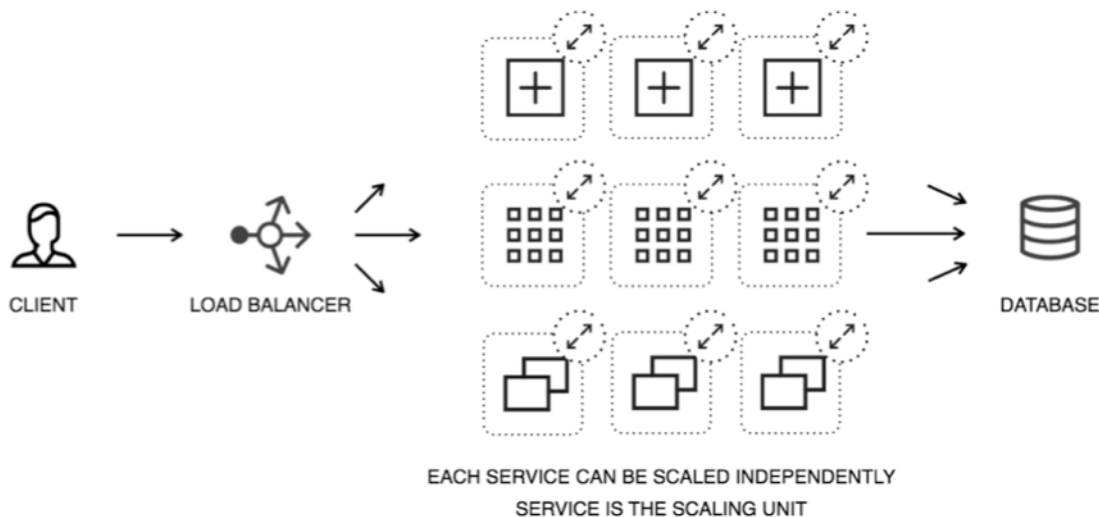 CLIENT
LOAD BALANCER
DATABASE
EACH SERVICE CAN BE SCALED INDEPENDENTLY
SERVICE IS THE SCALING UNIT